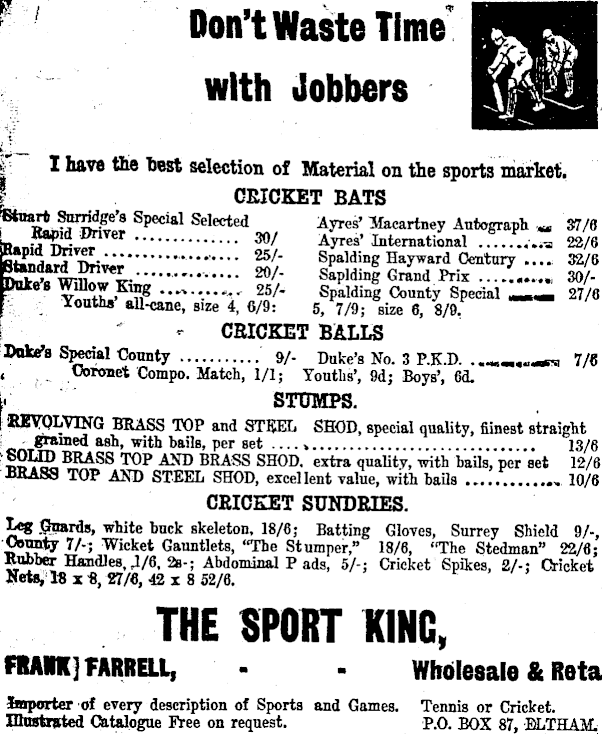 Don't Waste Time
with Jobbers
I have the best selection of Material on the sports market.
CRICKET BATS
Stuart Surridge's Special Selected
Rapid Driver .............. 30/
Rapid Driver ................. 25/-
Standard Driver ............. 20/-
Duke's Willow King .......... 25/-
Ayres' Macartney Autograph ... 37/6
Ayres' International .......... 22/6
Spalding Hayward Century .... 32/6
Saplding Grand Prix .......... 30/-
Spalding County Special ...... 27/6
Youths' all-cane, size 4, 6/9: 5, 7/9; size 6, 8/9.
CRICKET BALLS
Duke's Special County ........... 9/- Duke's No. 3 P.K.D. ............. 7/6
Coronet Compo. Match, 1/1; Youths', 9d; Boys', 6d.
STUMPS.
REVOLVING BRASS TOP and STEEL SHOD, special quality, fiinest straight
grained ash, with bails, per set .................................... 13/6
SOLID BRASS TOP AND BRASS SHOD. extra quality, with bails, per set 12/6
BRASS TOP AND STEEL SHOD, excellent value, with bails ............. 10/6
CRICKET SUNDRIES.
Leg Guards, white buck skeleton, 18/6; Batting Gloves, Surrey Shield 9/-,
County 7/-; Wicket Gauntlets, "The Stumper," 18/6, "The Stedman" 22/6;
Rubber Handles, 1/6, 2s-; Abdominal P ads, 5/-; Cricket Spikes, 2/-; Cricket
Nets, 18 x 8, 27/6, 42 x 8 52/6.
THE SPORT KING,
FRANK] FARRELL, - - Wholesale & Reta
Importer of every description of Sports and Games. Tennis or Cricket.
Illustrated Catalogue Free on request. P.O. BOX 87, ELTHAM.